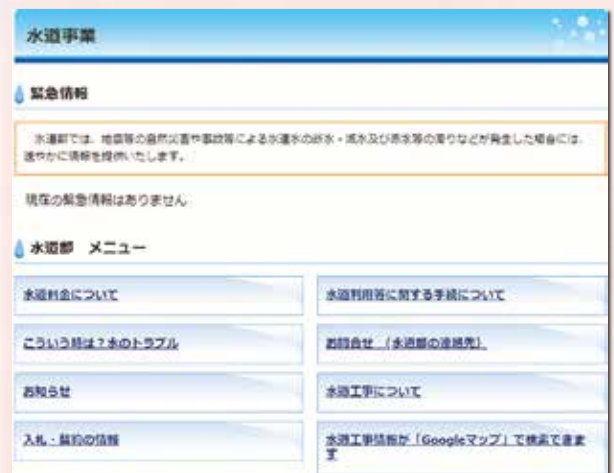 水道事業
緊急情報
水道部では、地震等の自然災害や事故等による水道水の断水・減水及び赤水等の濁りなどが発生した場合には、
速やかに情報を提供いたします。
現在の緊急情報はありません
水道部　メニュー
水道料金について
水道利用等に関する手続について
こういう時は？水のトラブル
お問合せ　（水道部の連絡先）
お知らせ
水道工事について
入札・契約の情報
水道工事情報が「Googleマップ」で検索できま
す